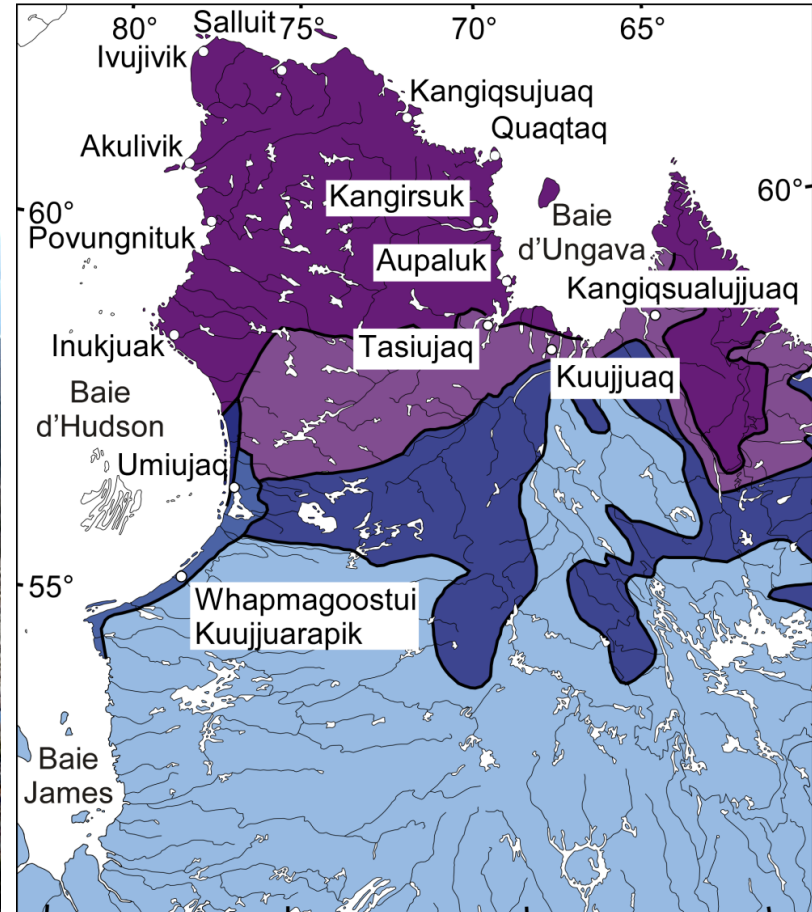 80°
Salluit
75°
70°
65°
Ivujivik
Kangiqsujuaq
Quaqtaq
Akulivik
60°
Kangirsuk
60°
Baie
d'Ungava
Povungnituk
Aupaluk
Kangiqsualujjuaq
Inukjuak
Tasiujaq
Kuujjuaq
Baie
d'Hudson
Umiujaq
55°
Whapmagoostui
Kuujjuarapik
Baie
James